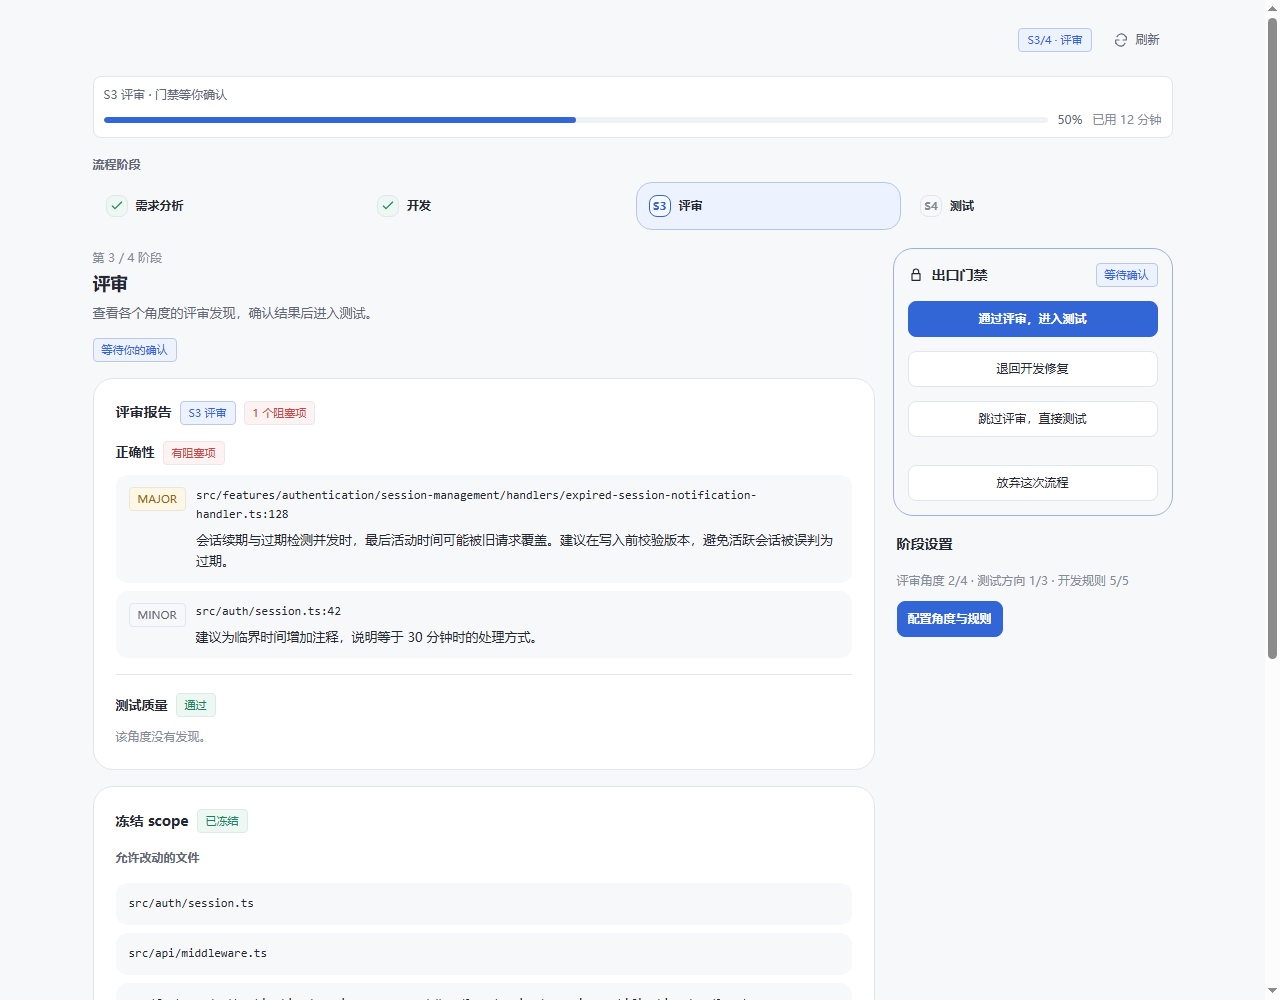 S3/4 · 评审
刷新
S3 评审 · 门禁等你确认
50% 已用 12 分钟
流程阶段
需求分析
开发
S3 评审
S4 测试
第 3 / 4 阶段
评审
查看各个角度的评审发现，确认结果后进入测试。
等待你的确认
评审报告 S3 评审 1 个阻塞项
正确性 有阻塞项
MAJOR
src/features/authentication/session-management/handlers/expired-session-notification-
handler.ts:128
会话续期与过期检测并发时，最后活动时间可能被旧请求覆盖。建议在写入前校验版本，避免活跃会话被误判为
过期。
MINOR
src/auth/session.ts:42
建议为临界时间增加注释，说明等于 30 分钟时的处理方式。
测试质量 通过
该角度没有发现。
冻结 scope 已冻结
允许改动的文件
src/auth/session.ts
src/api/middleware.ts
出口门禁 等待确认
通过评审，进入测试
退回开发修复
跳过评审，直接测试
放弃这次流程
阶段设置
评审角度 2/4 · 测试方向 1/3 · 开发规则 5/5
配置角度与规则